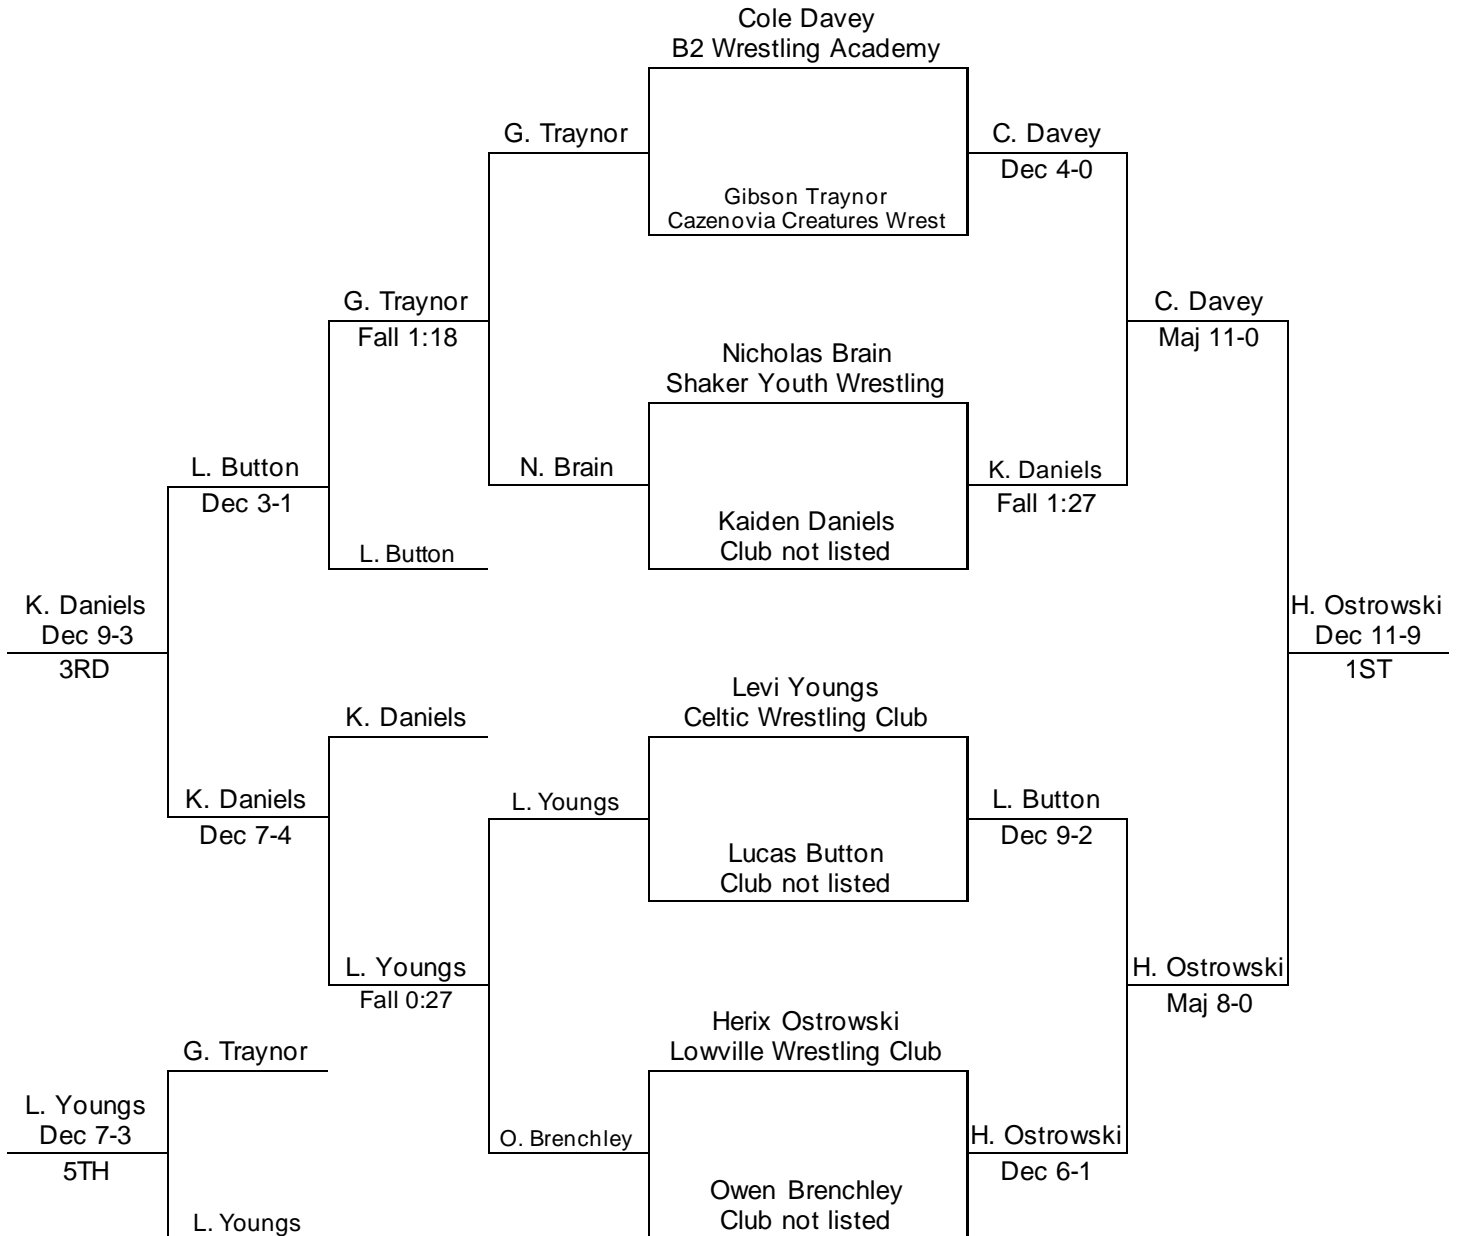 Cole Davey
B2 Wrestling Academy
G. Traynor
C. Davey
Dec 4-0
Gibson Traynor
Cazenovia Creatures Wrest
G. Traynor
Fall 1:18
C. Davey
Maj 11-0
Nicholas Brain
Shaker Youth Wrestling
L. Button
Dec 3-1
N. Brain
K. Daniels
Fall 1:27
Kaiden Daniels
Club not listed
L. Button
K. Daniels
Dec 9-3
3RD
H. Ostrowski
Dec 11-9
1ST
Levi Youngs
Celtic Wrestling Club
K. Daniels
K. Daniels
Dec 7-4
L. Youngs
L. Button
Dec 9-2
Lucas Button
Club not listed
L. Youngs
Fall 0:27
H. Ostrowski
Maj 8-0
Herix Ostrowski
Lowville Wrestling Club
G. Traynor
L. Youngs
Dec 7-3
5TH
O. Brenchley
H. Ostrowski
Dec 6-1
Owen Brenchley
Club not listed
L. Youngs